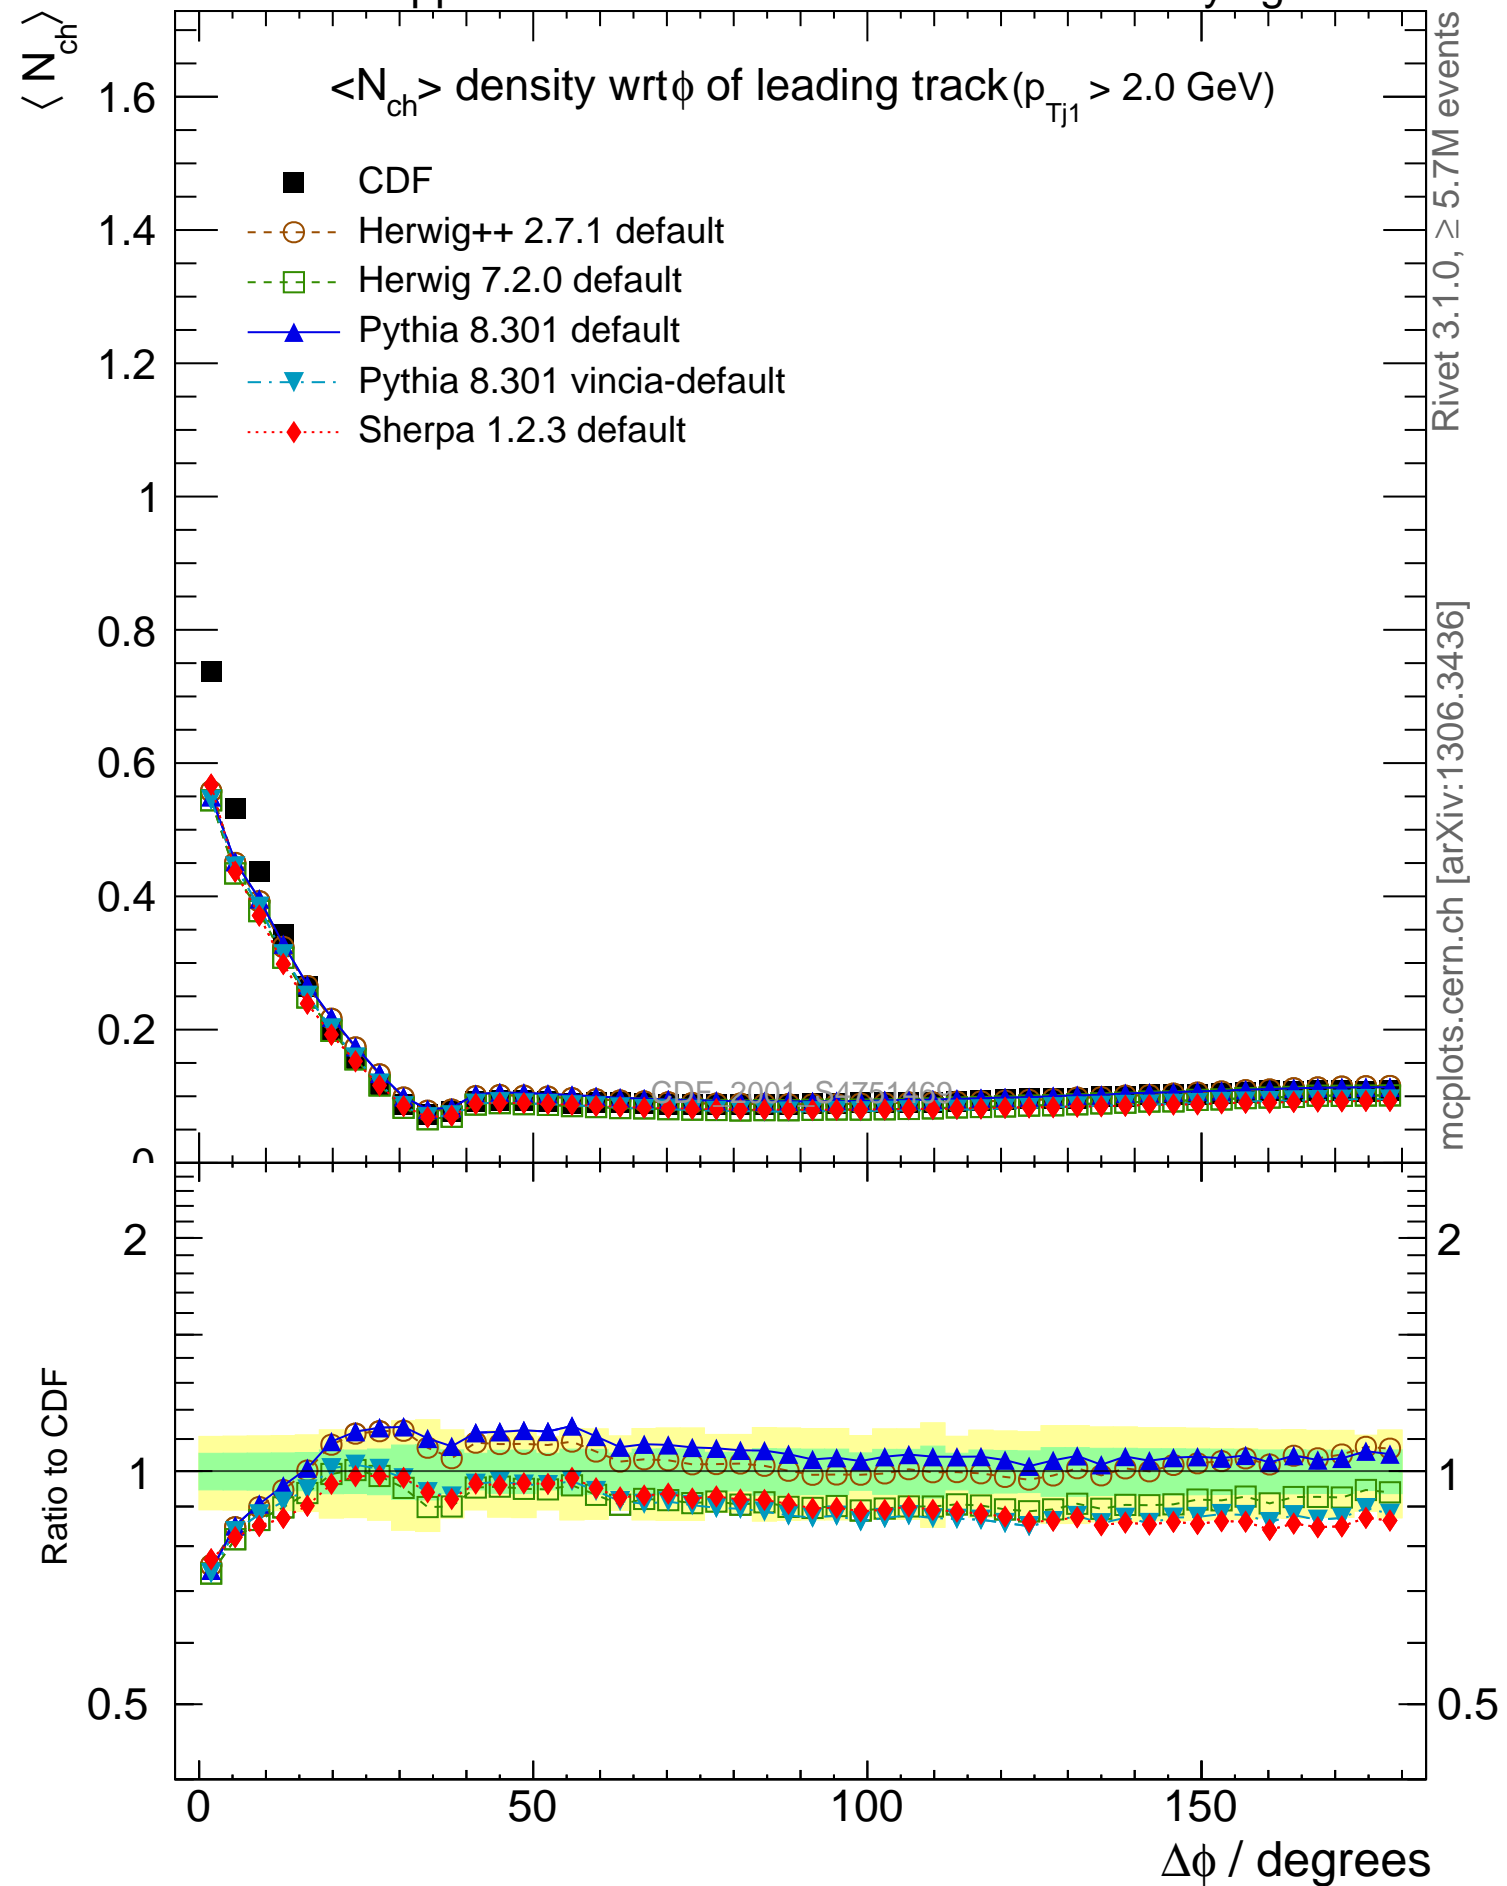 ⟨ N_ch ⟩
<N_ch> density wrt ϕ of leading track (p_Tj1 > 2.0 GeV)
CDF
Herwig++ 2.7.1 default
Herwig 7.2.0 default
Pythia 8.301 default
Pythia 8.301 vincia-default
Sherpa 1.2.3 default
1.6
1.4
1.2
1
0.8
0.6
0.4
0.2
0
CDF_2001_S4751469
Rivet 3.1.0, ≥ 5.7M events
mcplots.cern.ch [arXiv:1306.3436]
Ratio to CDF
2
1
0.5
2
1
0.5
0 50 100 150
Δϕ / degrees